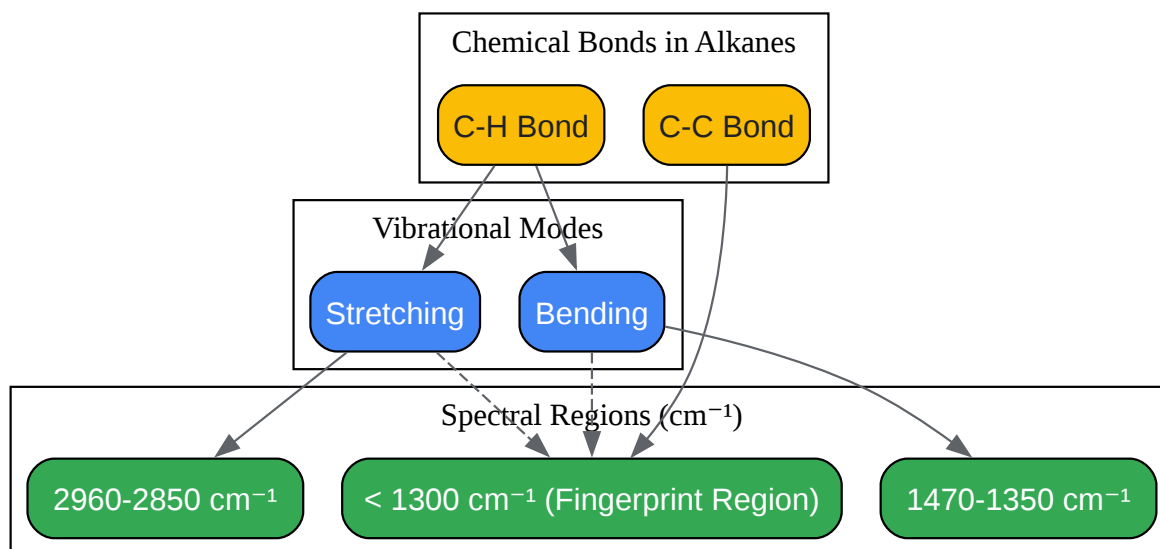 Chemical Bonds in Alkanes
C-H Bond
C-C Bond
Vibrational Modes
Stretching
Bending
Spectral Regions (cm⁻¹)
2960-2850 cm⁻¹
< 1300 cm⁻¹ (Fingerprint Region)
1470-1350 cm⁻¹